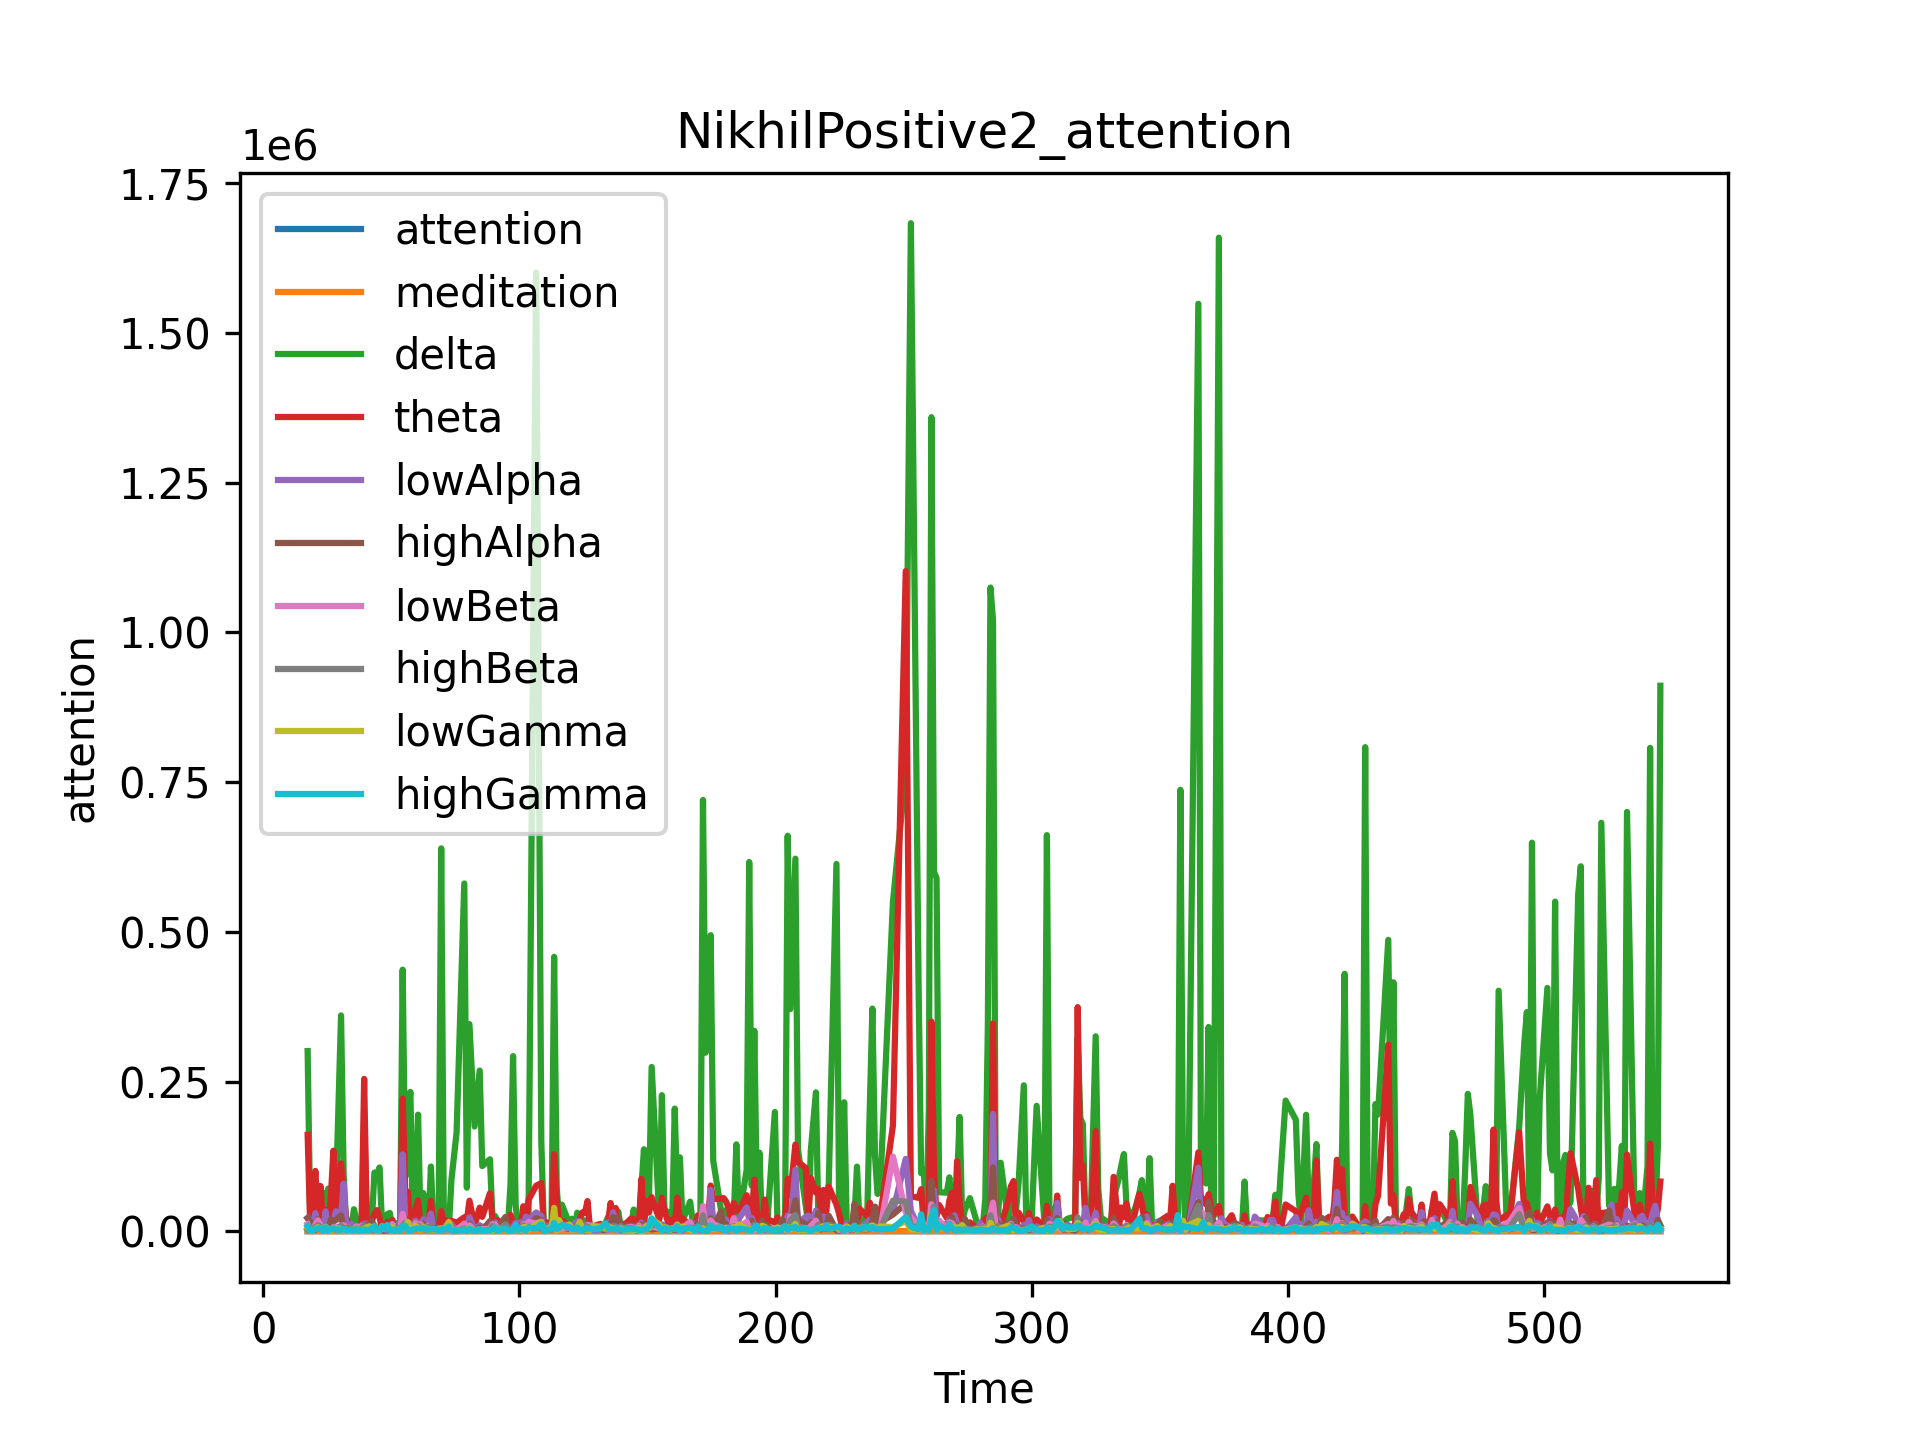 NikhilPositive2_attention
1e6
1.75
1.50
1.25
1.00
0.75
0.50
0.25
0.00
attention
attention
meditation
delta
theta
lowAlpha
highAlpha
lowBeta
highBeta
lowGamma
highGamma
0 100 200 300 400 500
Time